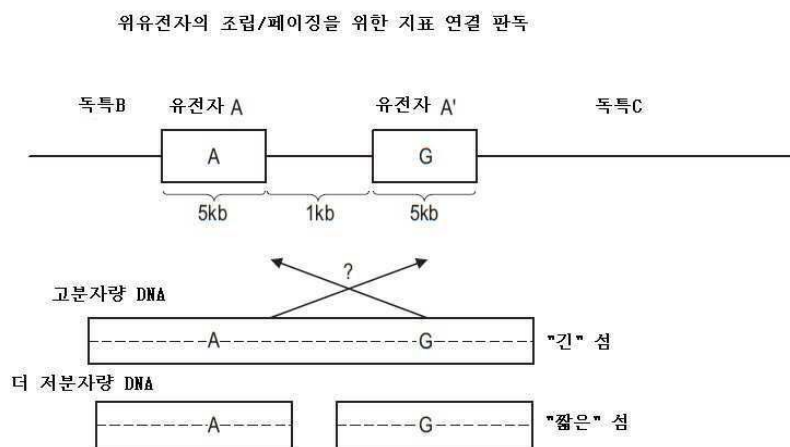 위유전자의 조립/페이징을 위한 지표 연결 판독
독특B 유전자 A 유전자 A' 독특C
A G
5kb 1kb 5kb
?
고분자량 DNA
A G "긴" 섬
더 저분자량 DNA
A G "짧은" 섬